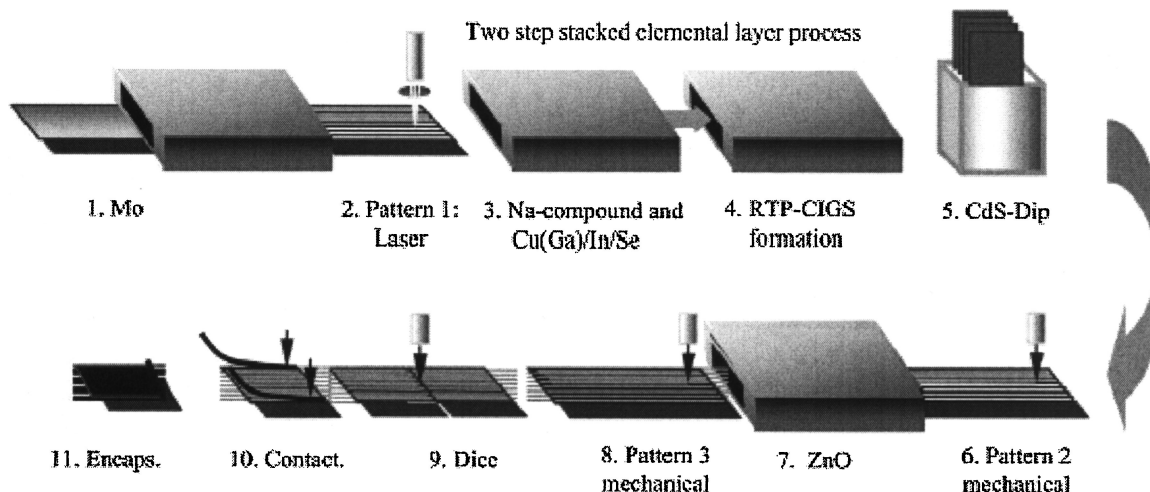 Two step stacked elemental layer process
1. Mo
2. Pattern 1:
Laser
3. Na-compound and
Cu(Ga)/In/Se
4. RTP-CIGS
formation
5. CdS-Dip
11. Encaps.
10. Contact.
9. Dice
8. Pattern 3
mechanical
7. ZnO
6. Pattern 2
mechanical